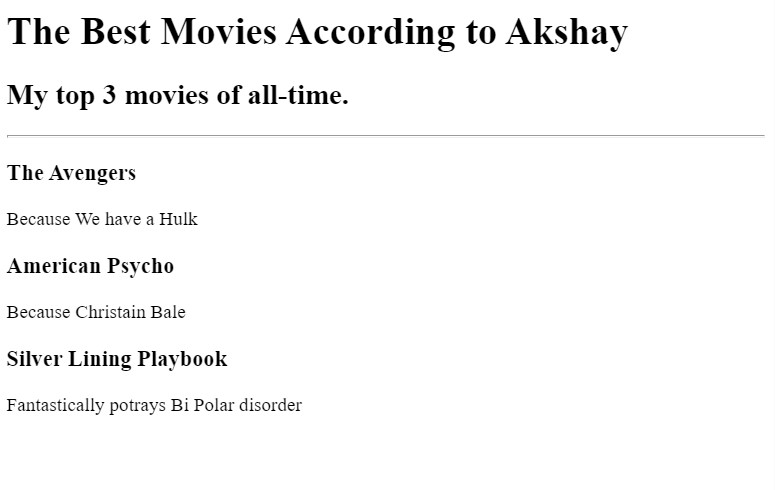 The Best Movies According to Akshay
My top 3 movies of all-time.
The Avengers
Because We have a Hulk
American Psycho
Because Christain Bale
Silver Lining Playbook
Fantastically potrays Bi Polar disorder